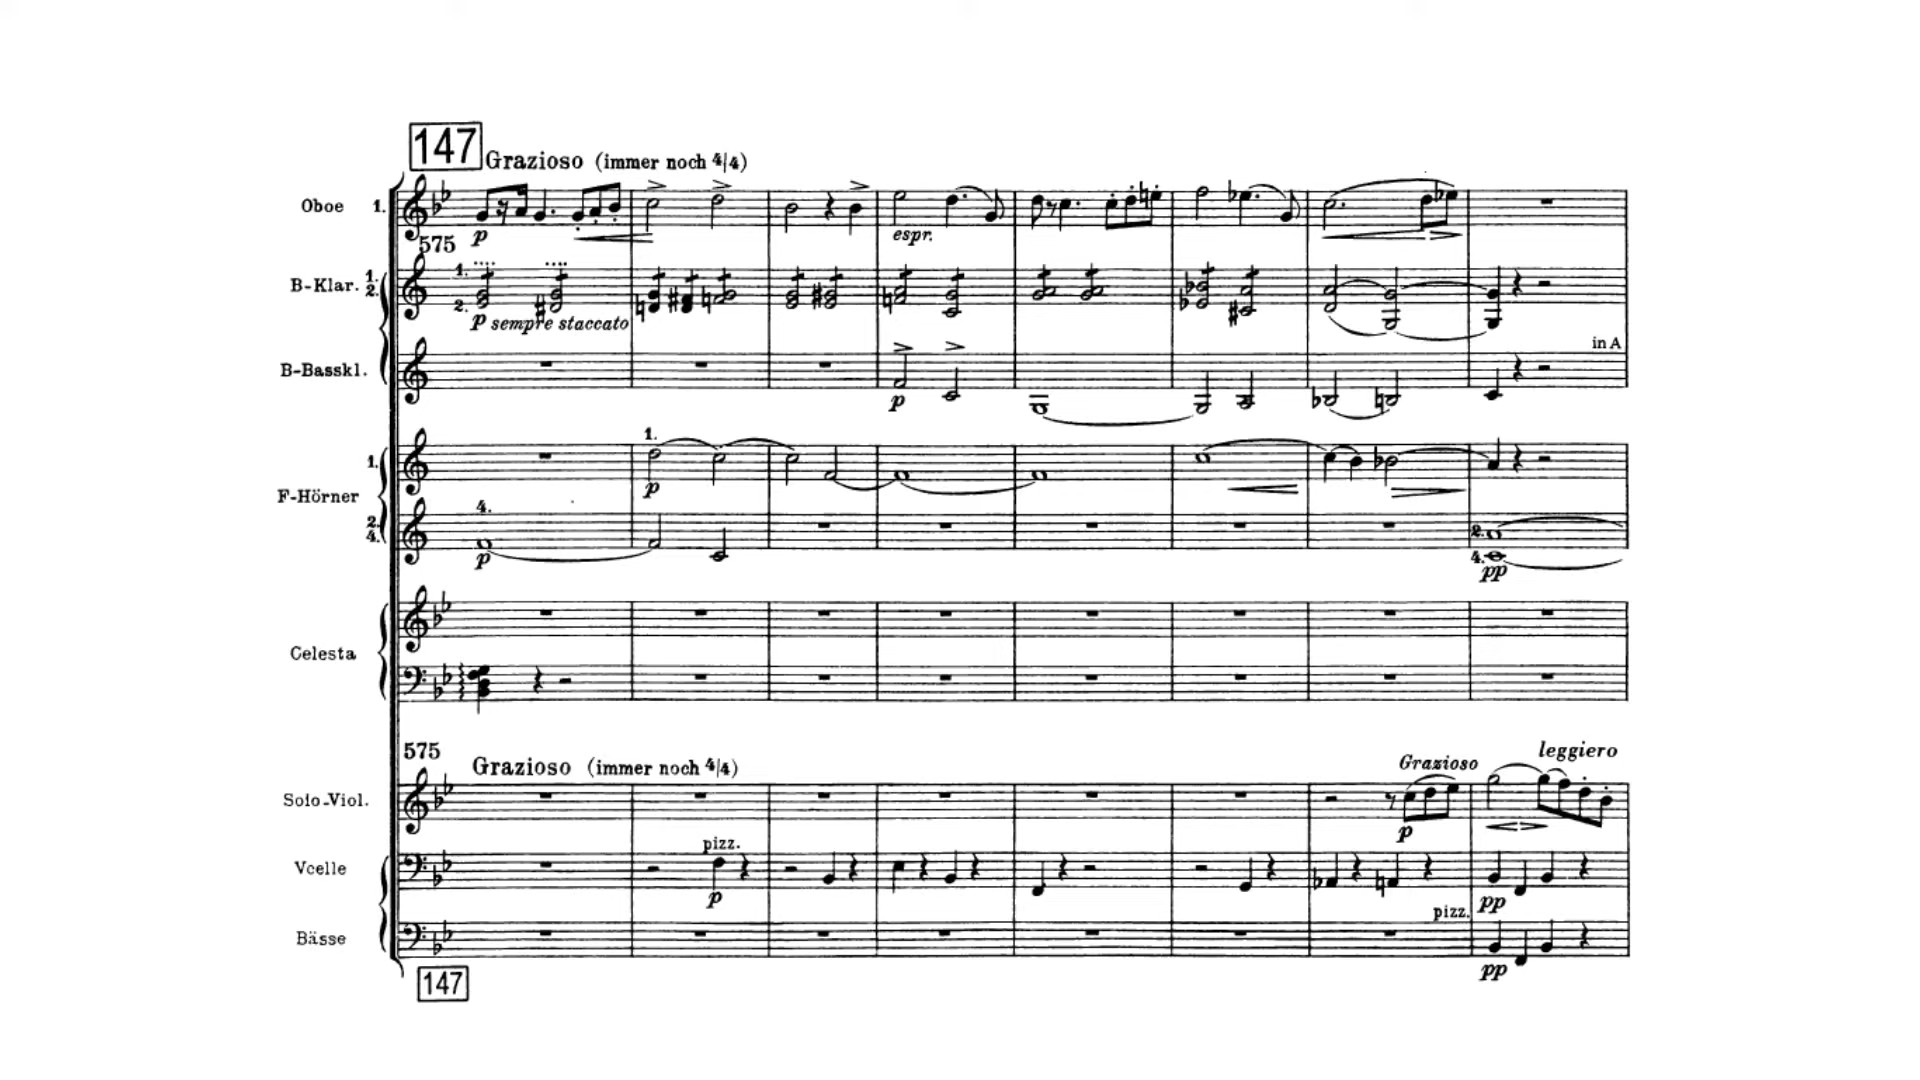 147
Grazioso (immer noch 4/4)
Oboe 1.
p
espr.
575
B-Klar. 1. 2.
1.
2.
p sempre staccato
in A
B-Basskl.
p
1.
1.
p
F-Hörner
4.
2. 4.
p
2.
4.
pp
Celesta
575
Grazioso (immer noch 4/4)
Grazioso
leggiero
Solo-Viol.
p
pizz.
Vcelle
p
pp
pizz.
Bässe
pp
147